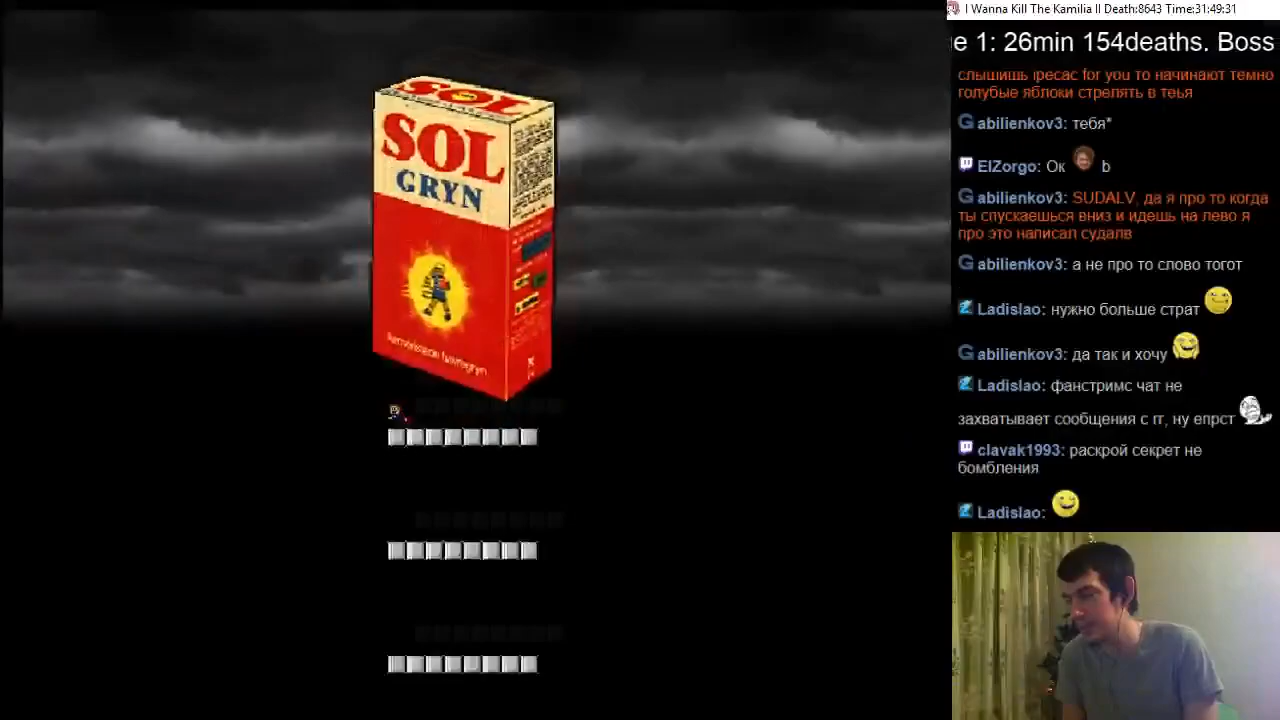 I Wanna Kill The Kamilia II Death:8643 Time:31:49:31
e 1: 26min 154deaths. Boss
слышишь ipecac for you то начинают темно
голубые яблоки стрелять в теья
abilienkov3: тебя*
ElZorgo: Ок b
abilienkov3: SUDALV, да я про то когда
ты спускаешься вниз и идешь на лево я
про это написал судалв
abilienkov3: а не про то слово тогот
Ladislao: нужно больше страт
abilienkov3: да так и хочу
Ladislao: фанстримс чат не
захватывает сообщения с гг, ну епрст
clavak1993: раскрой секрет не
бомбления
Ladislao:
SOL
SOL
GRYN
havregryn